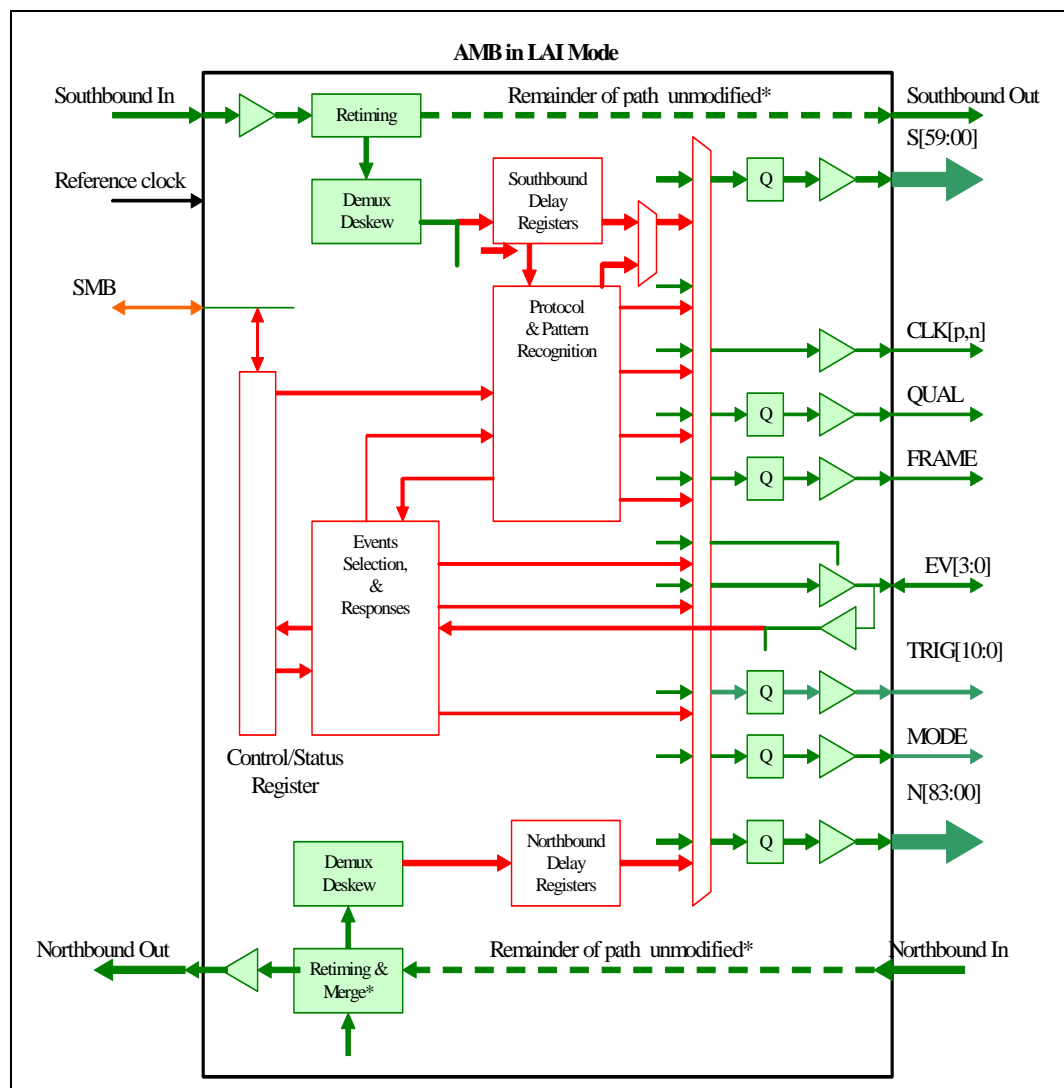 AMB in LAI Mode
Southbound In
Retiming
Remainder of path unmodified*
Southbound Out
S[59:00]
Reference clock
Demux
Deskew
Southbound
Delay
Registers
Q
SMB
Protocol
& Pattern
Recognition
CLK[p,n]
QUAL
Q
FRAME
Q
Events
Selection,
&
Responses
EV[3:0]
TRIG[10:0]
Q
MODE
Q
Control/Status
Register
N[83:00]
Q
Demux
Deskew
Northbound
Delay
Registers
Northbound Out
Retiming &
Merge*
Remainder of path unmodified*
Northbound In